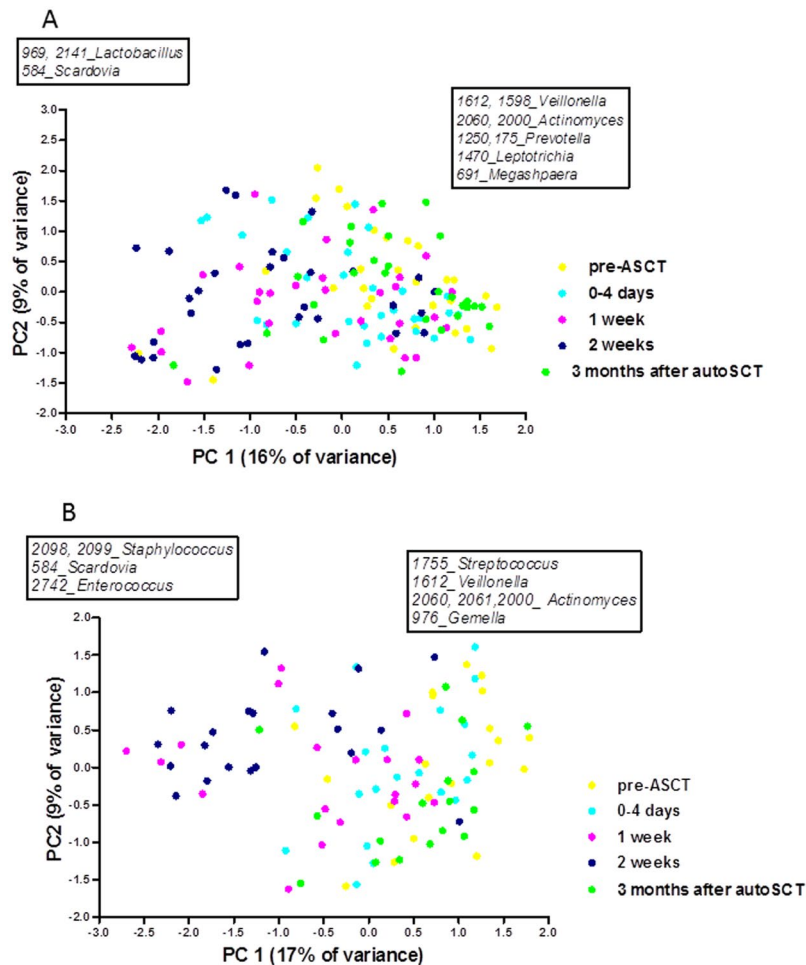 A
969, 2141_Lactobacillus
584_Scardovia
1612, 1598_Veillonella
2060, 2000_Actinomyces
1250,175_Prevotella
1470_Leptotrichia
691_Megashpaera
3.0
2.5
2.0
1.5
1.0
0.5
0.0
-0.5
-1.0
-1.5
-2.0
PC2 (9% of variance)
-3.0 -2.5 -2.0 -1.5 -1.0 -0.5 0.0 0.5 1.0 1.5 2.0
PC 1 (16% of variance)
pre-ASCT
0-4 days
1 week
2 weeks
3 months after autoSCT
B
2098, 2099_Staphylococcus
584_Scardovia
2742_Enterococcus
1755_Streptococcus
1612_Veillonella
2060, 2061,2000_ Actinomyces
976_Gemella
2.0
1.5
1.0
0.5
0.0
-0.5
-1.0
-1.5
-2.0
PC2 (9% of variance)
-3.0 -2.5 -2.0 -1.5 -1.0 -0.5 0.0 0.5 1.0 1.5 2.0
PC 1 (17% of variance)
pre-ASCT
0-4 days
1 week
2 weeks
3 months after autoSCT